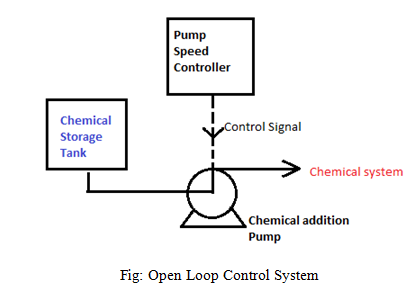 Pump
Speed
Controller
Chemical
Storage
Tank
Control Signal
Chemical system
Chemical addition
Pump
Fig: Open Loop Control System